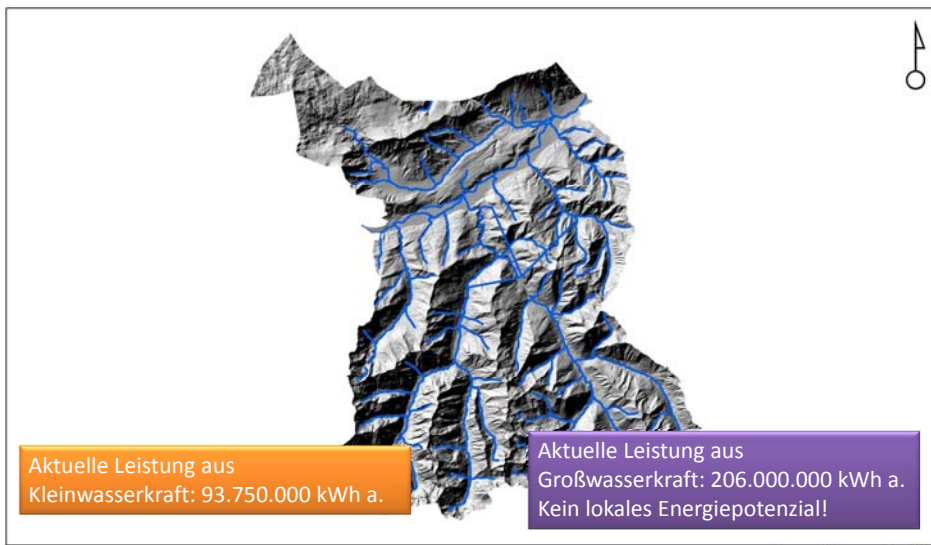 Aktuelle Leistung aus
Kleinwasserkraft: 93.750.000 kWh a.
Aktuelle Leistung aus
Großwasserkraft: 206.000.000 kWh a.
Kein lokales Energiepotenzial!